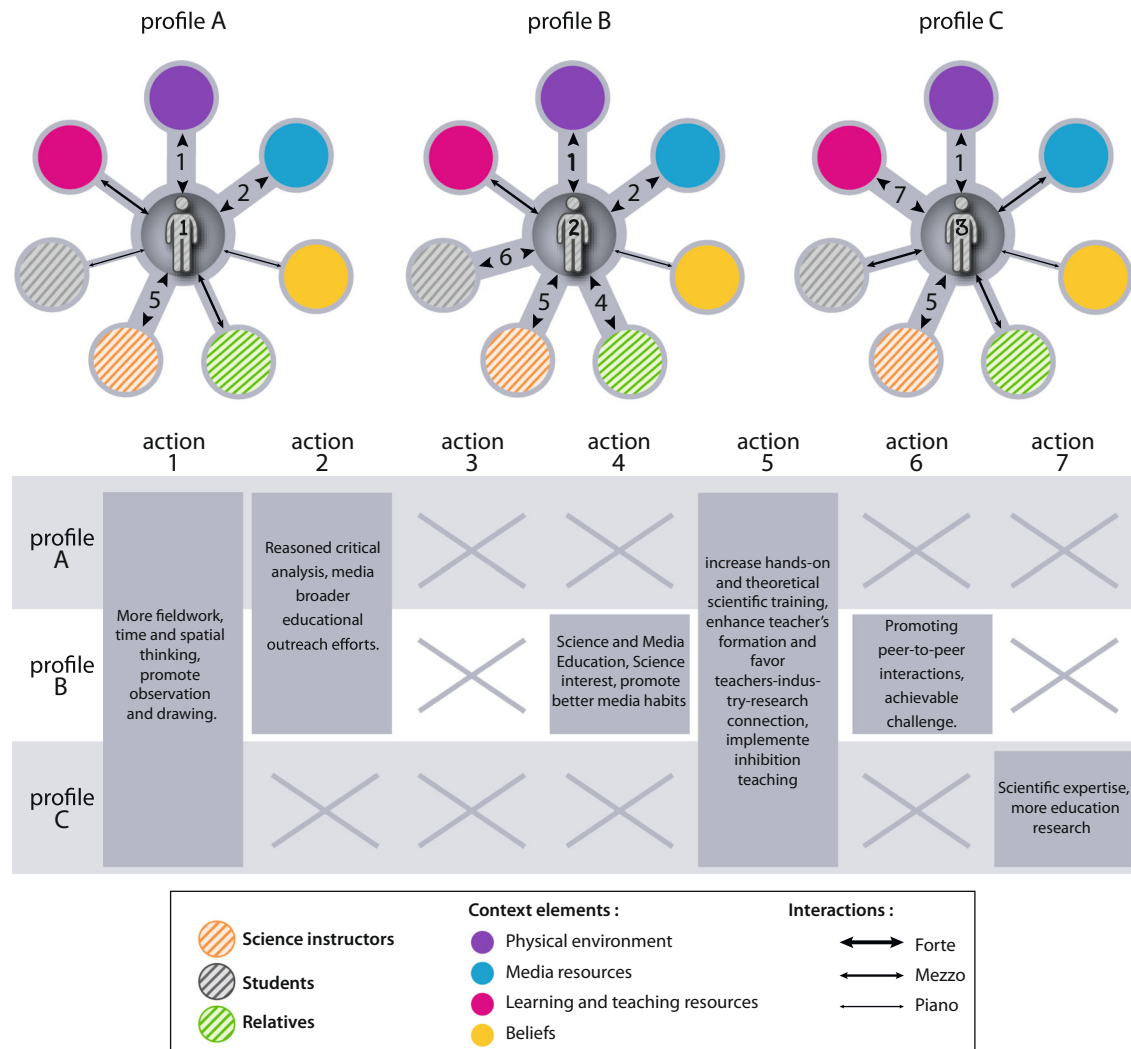 profile A
profile B
profile C
1
2
1
5
1
2
2
6
5
4
1
7
3
5
action
1
action
2
action
3
action
4
action
5
action
6
action
7
profile
A
profile
B
profile
C
More fieldwork,
time and spatial
thinking,
promote
observation
and drawing.
Reasoned critical
analysis, media
broader
educational
outreach efforts.
Science and Media
Education, Science
interest, promote
better media habits
increase hands-on
and theoretical
scientific training,
enhance teacher's
formation and
favor
teachers-indus-
try-research
connection,
implemente
inhibition
teaching
Promoting
peer-to-peer
interactions,
achievable
challenge.
Scientific expertise,
more education
research
Science instructors
Students
Relatives
Context elements :
Physical environment
Media resources
Learning and teaching resources
Beliefs
Interactions :
Forte
Mezzo
Piano